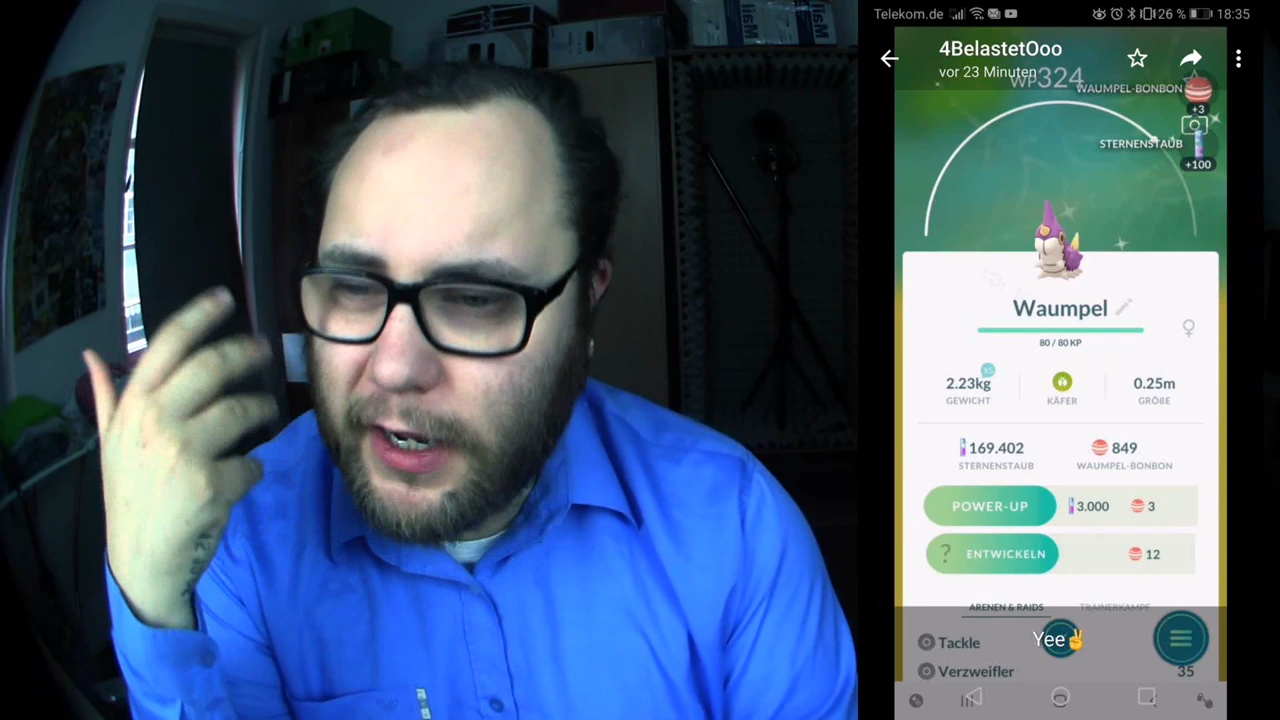 Telekom.de 26 % 18:35
4BelastetOoo
vor 23 Minuten
WP324
WAUMPEL-BONBON
+3
STERNENSTAUB
+100
Waumpel
80 / 80 KP
XS
2.23kg 0.25m
GEWICHT KÄFER GRÖSSE
169.402 849
STERNENSTAUB WAUMPEL-BONBON
POWER-UP 3.000 3
? ENTWICKELN 12
ARENEN & RAIDS TRAINERKAMPF
Tackle
Yee✌
Verzweifler 35